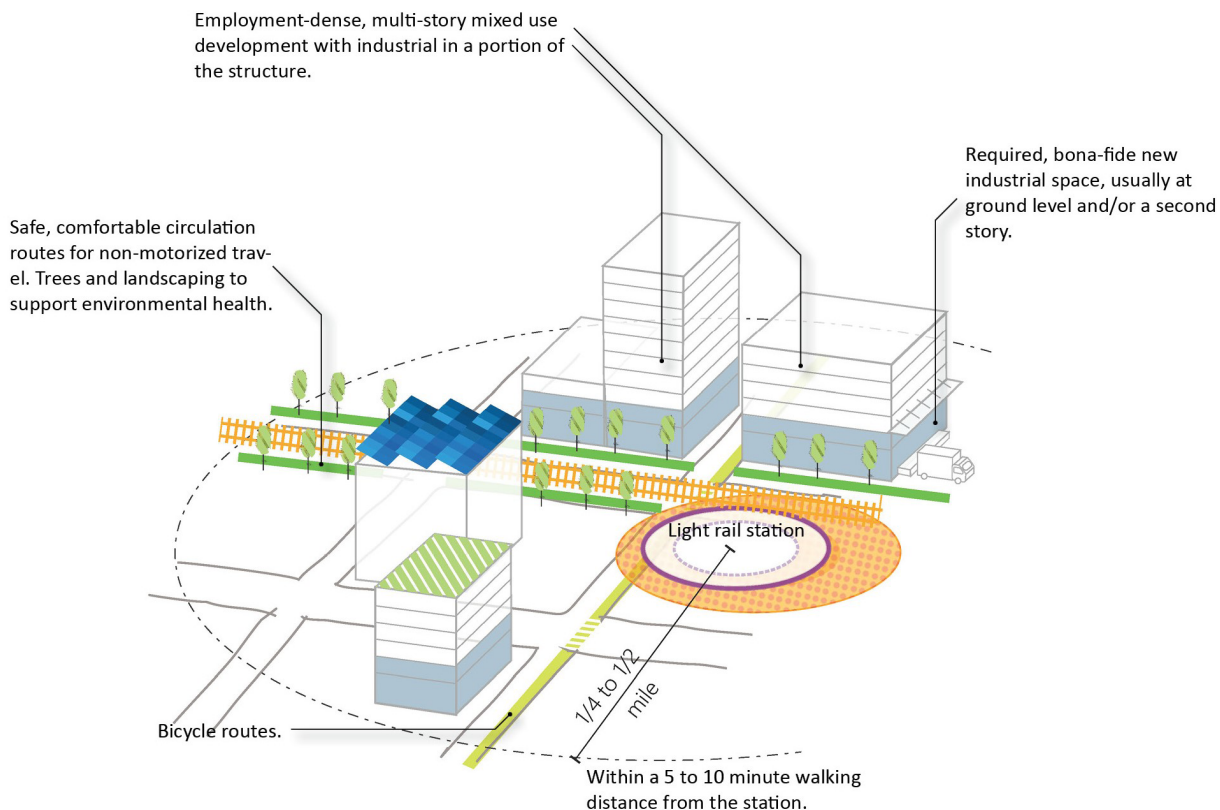 Employment-dense, multi-story mixed use
development with industrial in a portion of
the structure.
Required, bona-fide new
industrial space, usually at
ground level and/or a second
story.
Safe, comfortable circulation
routes for non-motorized trav-
el. Trees and landscaping to
support environmental health.
Light rail station
1/4 to 1/2
mile
Bicycle routes.
Within a 5 to 10 minute walking
distance from the station.